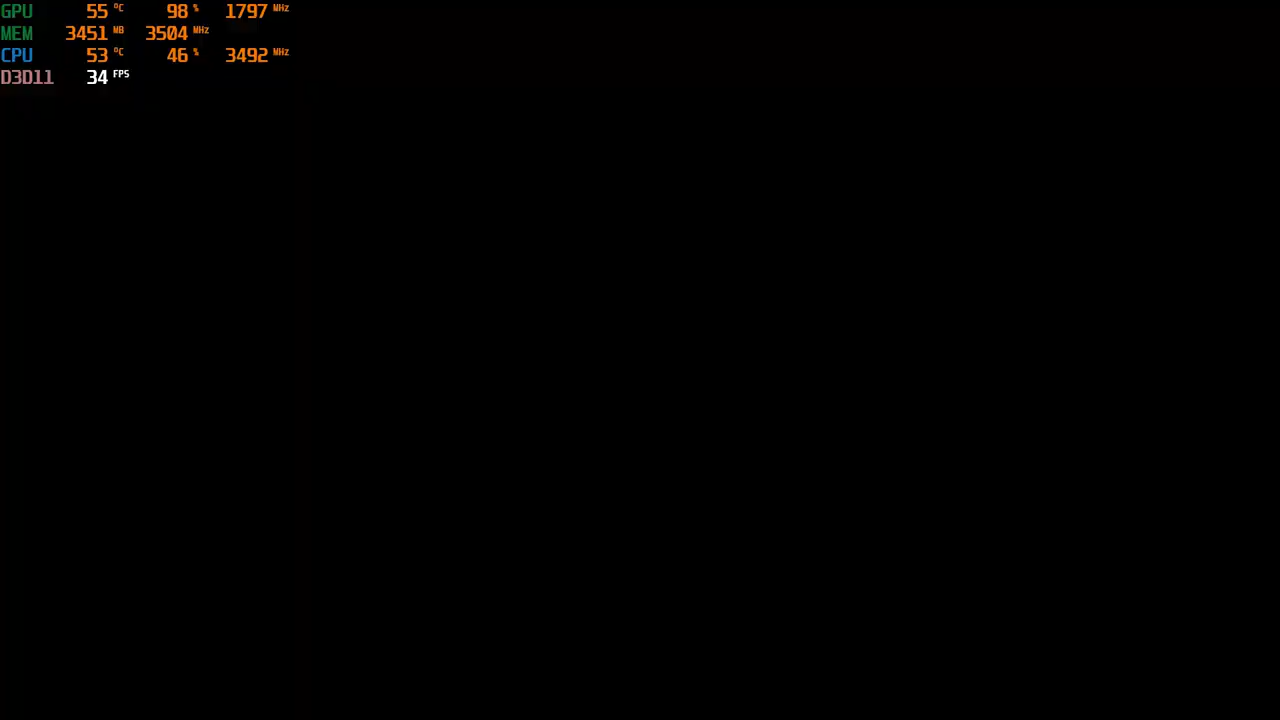 GPU 55 °C 98 % 1797 MHz
MEM 3451 MB 3504 MHz
CPU 53 °C 46 % 3492 MHz
D3D11 34 FPS